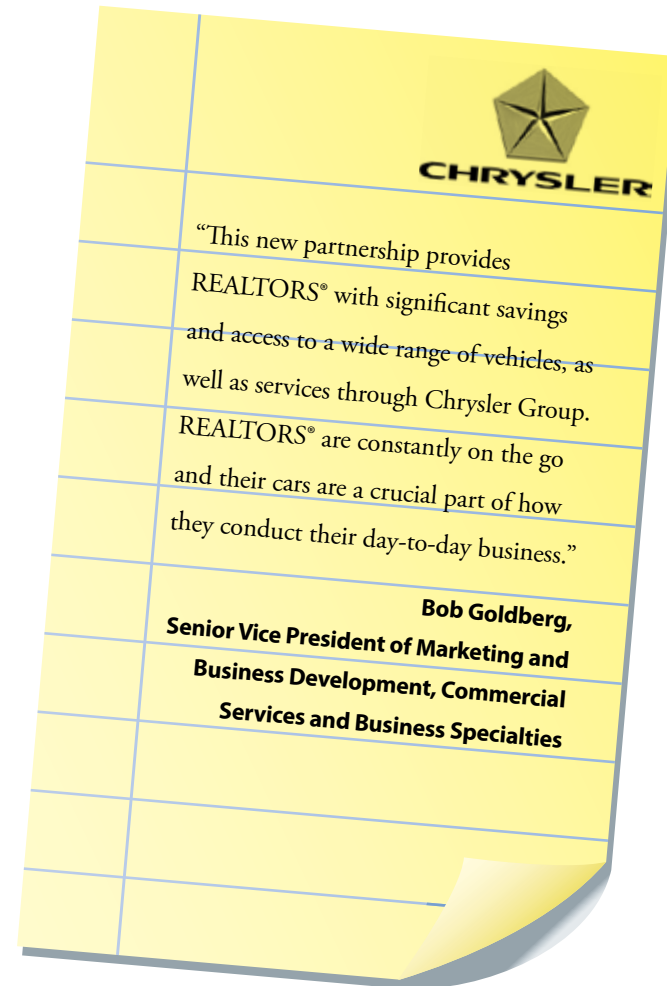 CHRYSLER
“This new partnership provides
REALTORS® with significant savings
and access to a wide range of vehicles, as
well as services through Chrysler Group.
REALTORS® are constantly on the go
and their cars are a crucial part of how
they conduct their day-to-day business.”
Bob Goldberg,
Senior Vice President of Marketing and
Business Development, Commercial
Services and Business Specialties